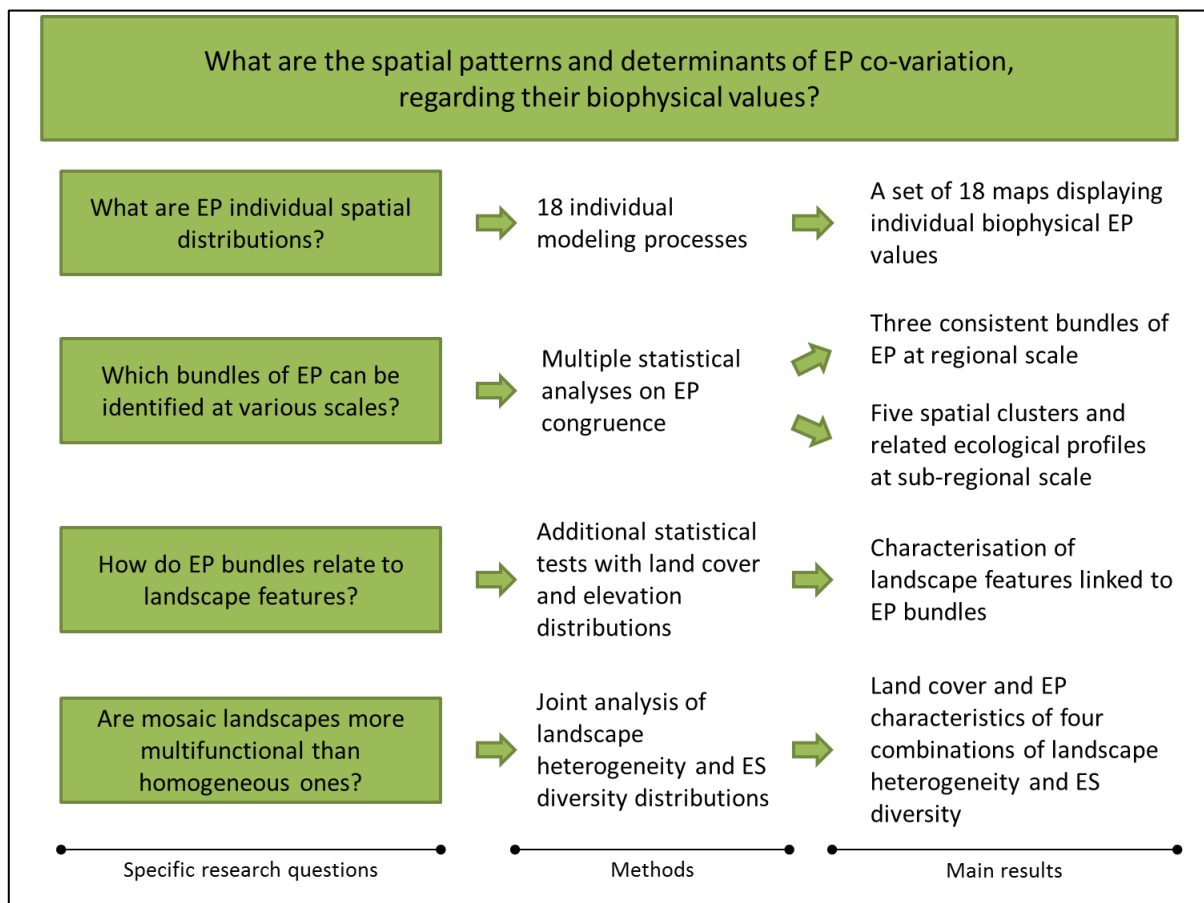 What are the spatial patterns and determinants of EP co-variation,
regarding their biophysical values?
What are EP individual spatial
distributions?
18 individual
modeling processes
A set of 18 maps displaying
individual biophysical EP
values
Which bundles of EP can be
identified at various scales?
Multiple statistical
analyses on EP
congruence
Three consistent bundles of
EP at regional scale
Five spatial clusters and
related ecological profiles
at sub-regional scale
How do EP bundles relate to
landscape features?
Additional statistical
tests with land cover
and elevation
distributions
Characterisation of
landscape features linked to
EP bundles
Are mosaic landscapes more
multifunctional than
homogeneous ones?
Joint analysis of
landscape
heterogeneity and ES
diversity distributions
Land cover and EP
characteristics of four
combinations of landscape
heterogeneity and ES
diversity
Specific research questions
Methods
Main results